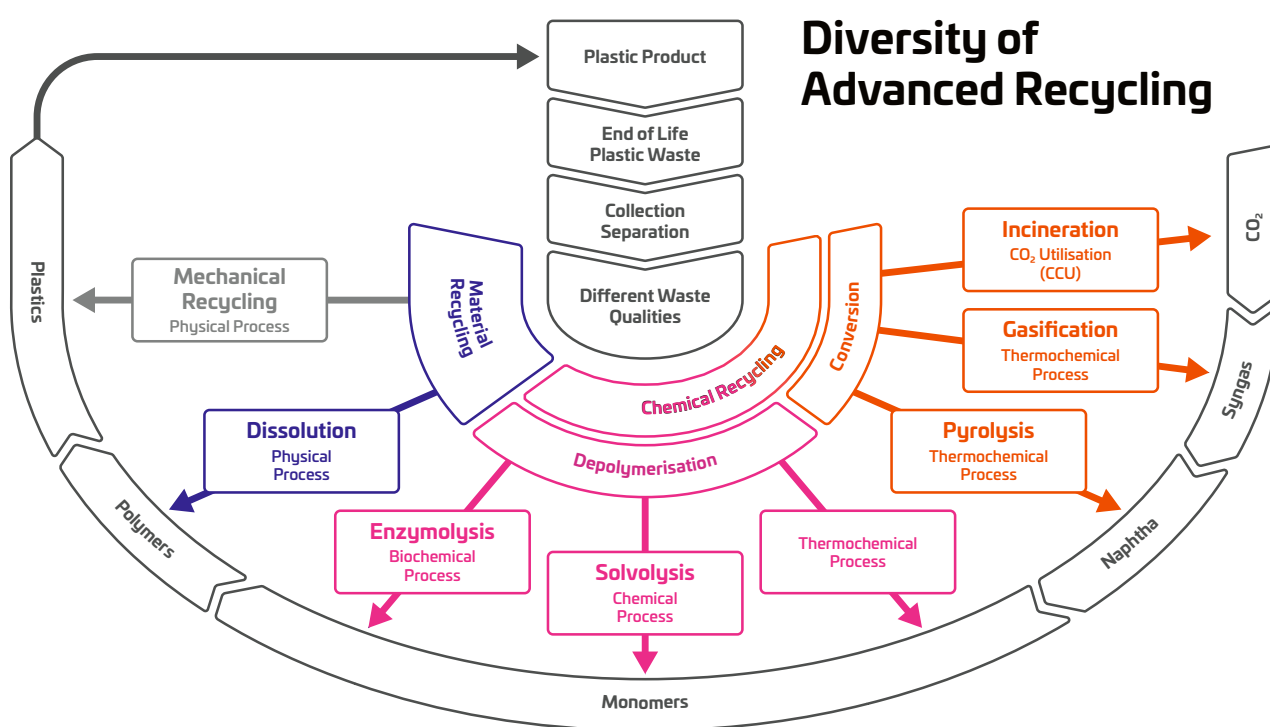 Diversity of
Advanced Recycling
Plastic Product
End of Life
Plastic Waste
Collection
Separation
Different Waste
Qualities
Material
Recycling
Chemical Recycling
Conversion
Depolymerisation
Mechanical
Recycling
Physical Process
Dissolution
Physical
Process
Enzymolysis
Biochemical
Process
Solvolysis
Chemical
Process
Thermochemical
Process
Pyrolysis
Thermochemical
Process
Gasification
Thermochemical
Process
Incineration
CO₂ Utilisation
(CCU)
Plastics
Polymers
Monomers
Naphtha
Syngas
CO₂